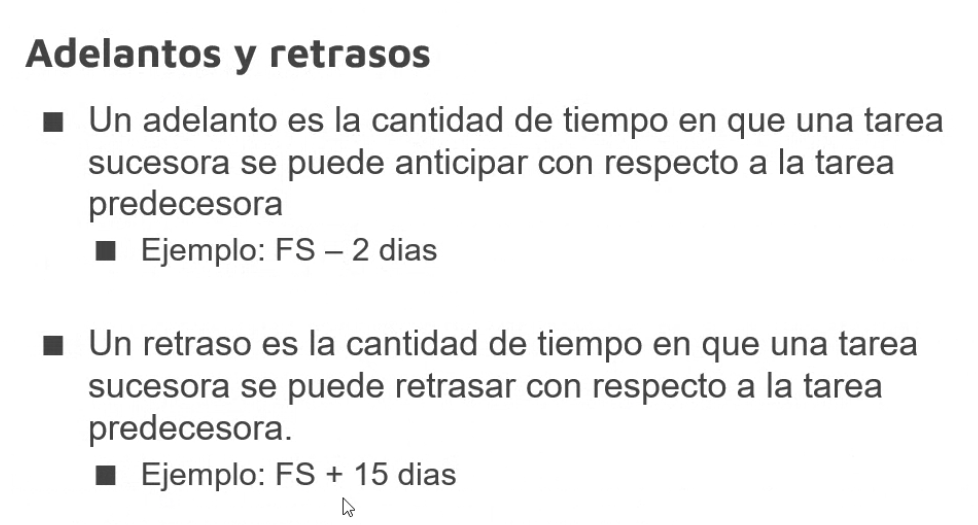 Adelantos y retrasos
Un adelanto es la cantidad de tiempo en que una tarea
sucesora se puede anticipar con respecto a la tarea
predecesora
Ejemplo: FS – 2 dias
Un retraso es la cantidad de tiempo en que una tarea
sucesora se puede retrasar con respecto a la tarea
predecesora.
Ejemplo: FS + 15 dias